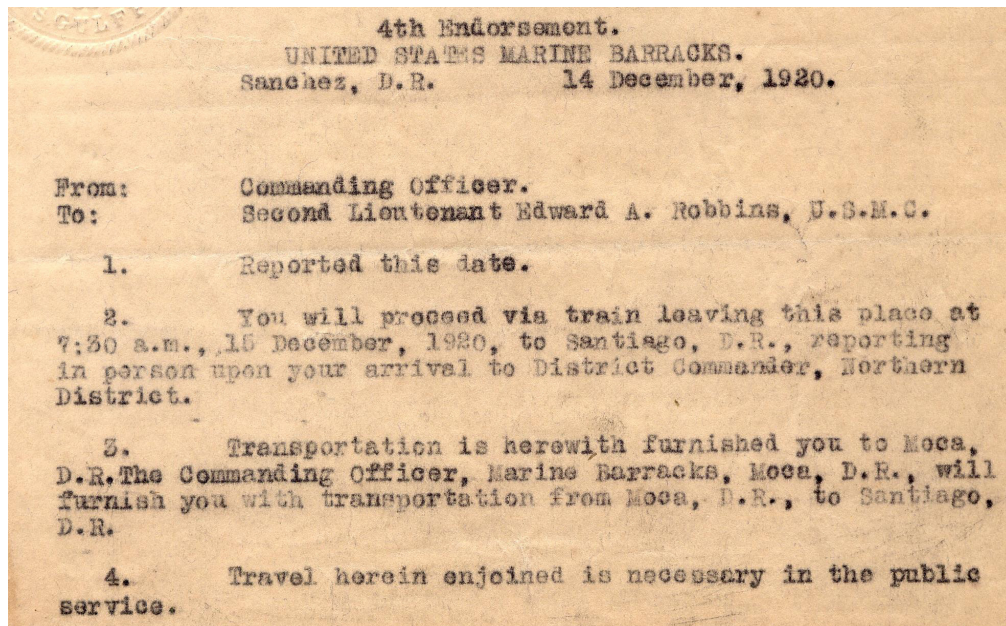 S. GULF
4th Endorsement.
UNITED STATES MARINE BARRACKS.
Sanchez, D.R. 14 December, 1920.
From: Commanding Officer.
To: Second Lieutenant Edward A. Robbins, U.S.M.C.
1. Reported this date.
2. You will proceed via train leaving this place at
7:30 a.m., 15 December, 1920, to Santiago, D.R., reporting
in person upon your arrival to District Commander, Northern
District.
3. Transportation is herewith furnished you to Moca,
D.R.The Commanding Officer, Marine Barracks, Moca, D.R., will
furnish you with transportation from Moca, D.R., to Santiago,
D.R.
4. Travel herein enjoined is necessary in the public
service.